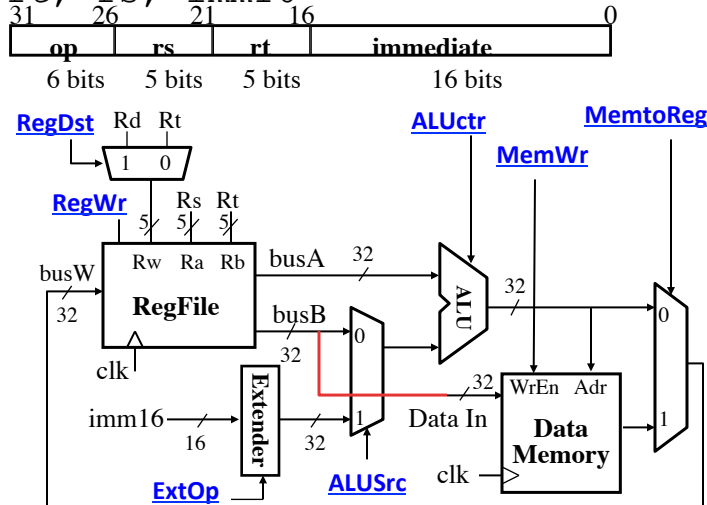 31 26 21 16 0
op rs rt immediate
6 bits 5 bits 5 bits 16 bits
RegDst Rd Rt ALUctr MemtoReg
1 0 MemWr
RegWr Rs Rt
5 5 5
busW Rw Ra Rb busA 32 32
32 RegFile ALU 0
busB 0
clk 32 32 WrEn Adr
imm16 Extender 1 Data In 1
16 32 Data
Memory
clk
ExtOp ALUSrc